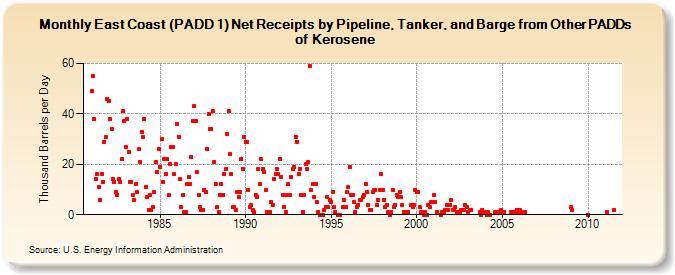 Monthly East Coast (PADD 1) Net Receipts by Pipeline, Tanker, and Barge from Other PADDs
of Kerosene
Thousand Barrels per Day
60
40
20
0
1985
1990
1995
2000
2005
2010
Source: U.S. Energy Information Administration